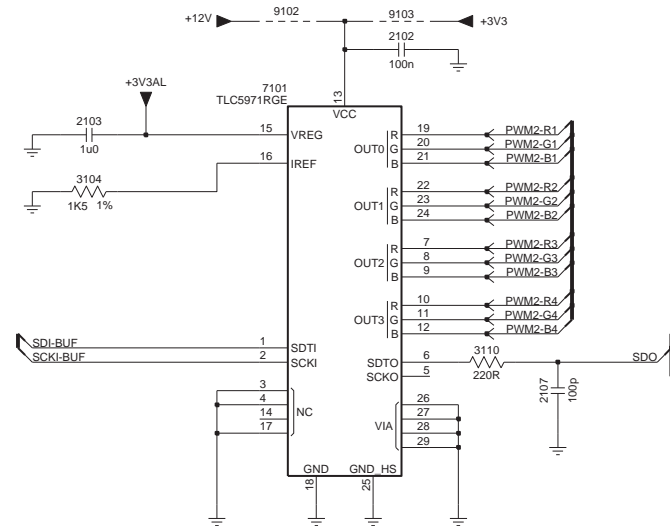 +12V 9102 9103 +3V3
2102
100n
7101
TLC5971RGE
+3V3AL
13
VCC
2103
1u0
15 VREG
16 IREF
3104
1K5 1%
OUT0
R 19 PWM2-R1
G 20 PWM2-G1
B 21 PWM2-B1
OUT1
R 22 PWM2-R2
G 23 PWM2-G2
B 24 PWM2-B2
OUT2
R 7 PWM2-R3
G 8 PWM2-G3
B 9 PWM2-B3
OUT3
R 10 PWM2-R4
G 11 PWM2-G4
B 12 PWM2-B4
SDI-BUF 1 SDTI
SCKI-BUF 2 SCKI
SDTO 6 3110 SDO
220R
SCKO 5
2107
100p
3
4
14
17
NC
VIA
26
27
28
29
GND
18
GND_HS
25